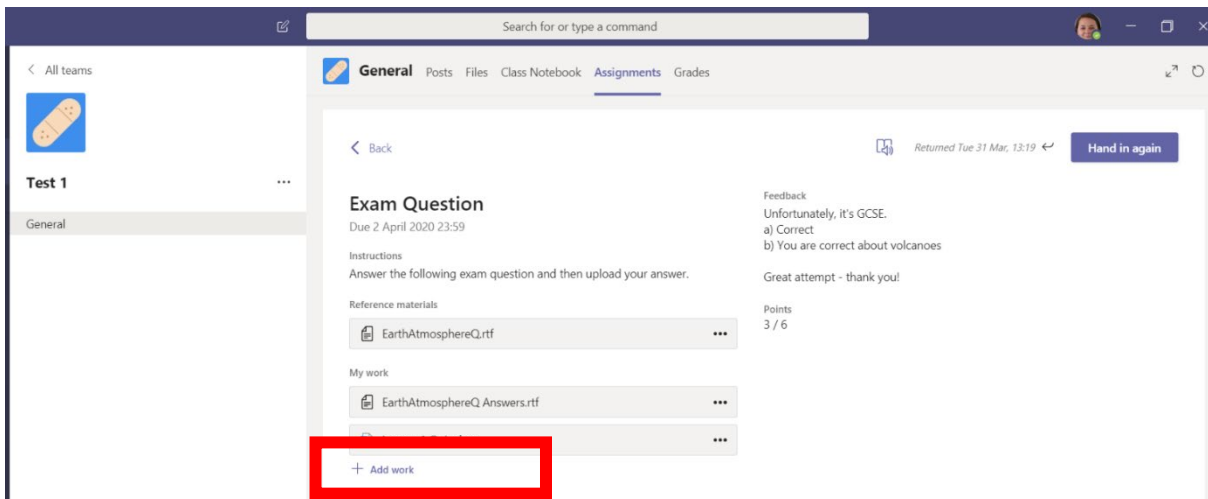 Search for or type a command
All teams
Test 1
General
General Posts Files Class Notebook Assignments Grades
Back
Returned Tue 31 Mar, 13:19
Hand in again
Exam Question
Due 2 April 2020 23:59
Instructions
Answer the following exam question and then upload your answer.
Reference materials
EarthAtmosphereQ.rtf
My work
EarthAtmosphereQ Answers.rtf
+ Add work
Feedback
Unfortunately, it's GCSE.
a) Correct
b) You are correct about volcanoes
Great attempt - thank you!
Points
3 / 6